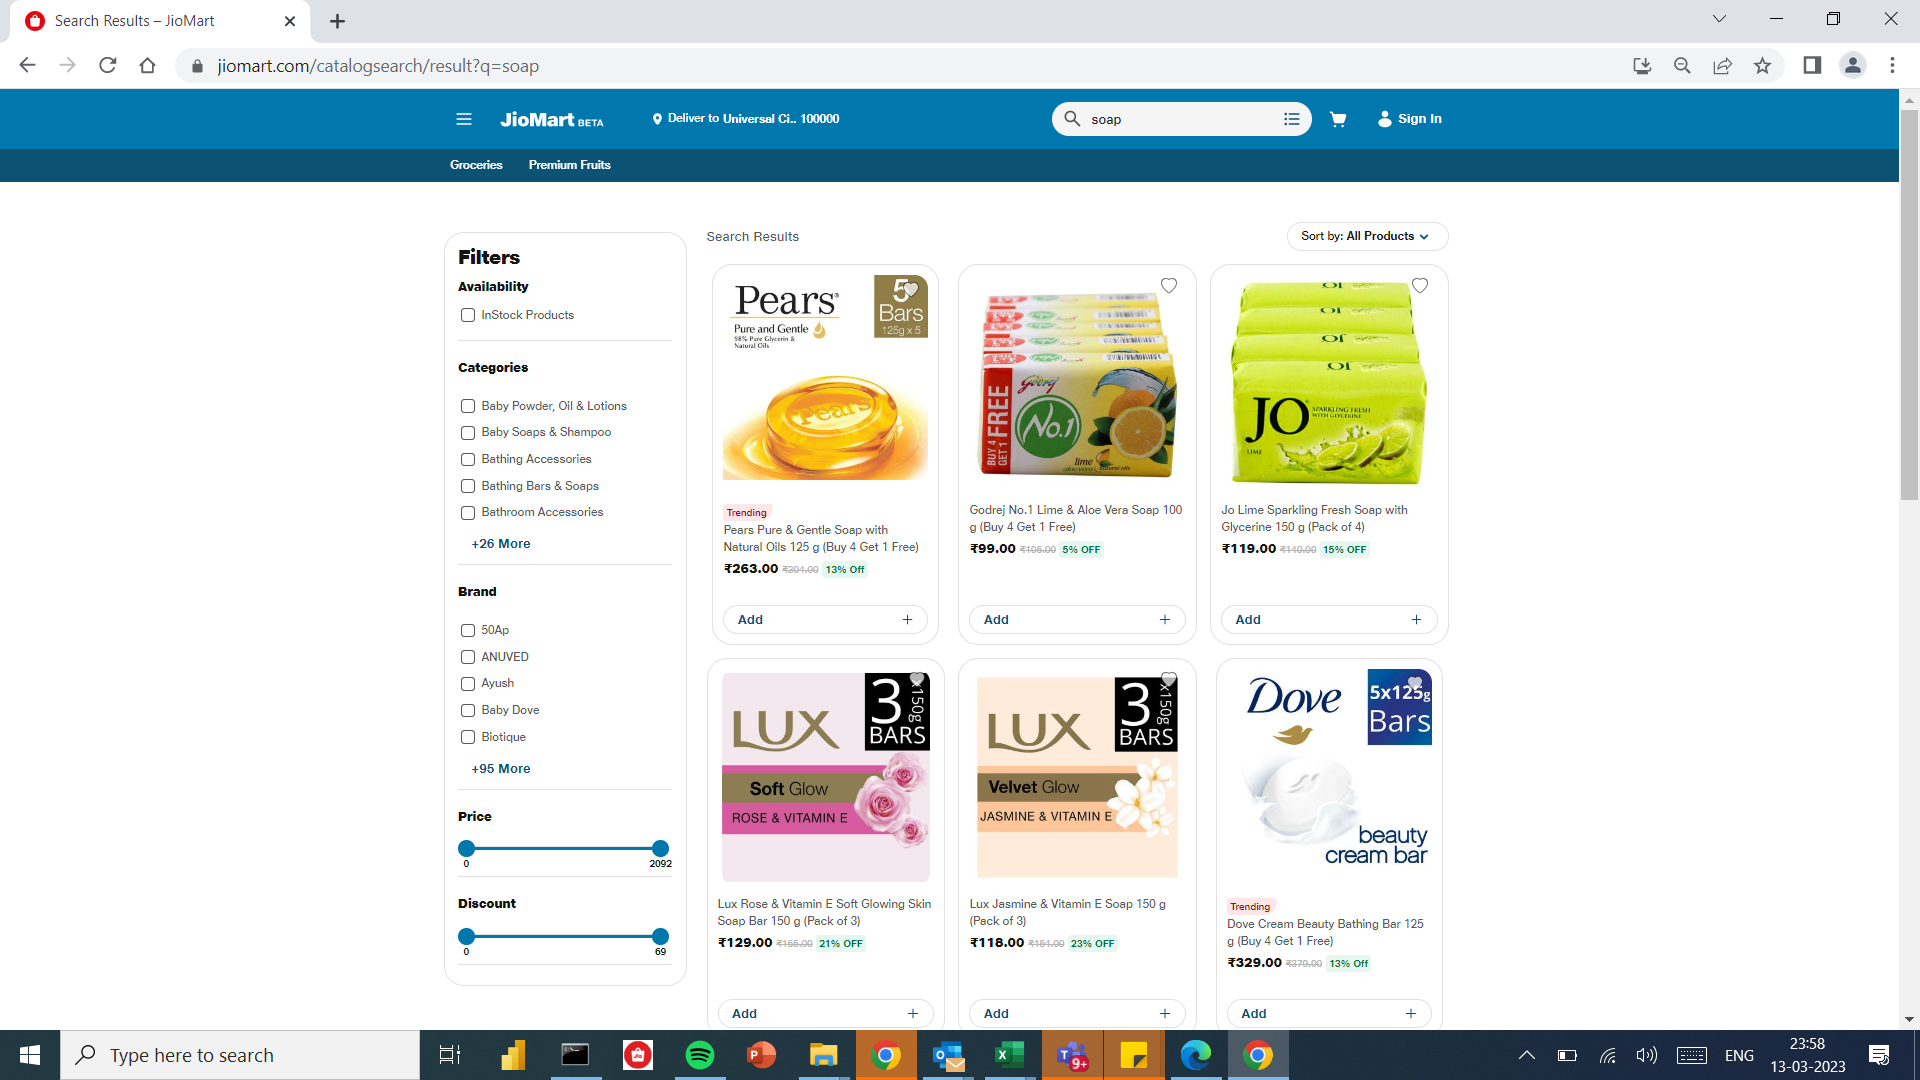 Search Results – JioMart
jiomart.com/catalogsearch/result?q=soap
JioMart BETA
Deliver to Universal Ci.. 100000
soap
Sign In
Groceries
Premium Fruits
Filters
Availability
InStock Products
Categories
Baby Powder, Oil & Lotions
Baby Soaps & Shampoo
Bathing Accessories
Bathing Bars & Soaps
Bathroom Accessories
+26 More
Brand
50Ap
ANUVED
Ayush
Baby Dove
Biotique
+95 More
Price
0
2092
Discount
0
69
Search Results
Sort by: All Products
Pears®
Pure and Gentle
98% Pure Glycerin &
Natural Oils
5
Bars
125g x 5
Pears
Trending
Pears Pure & Gentle Soap with
Natural Oils 125 g (Buy 4 Get 1 Free)
₹263.00 ₹304.00 13% Off
Add +
BUY 4
GET 1
FREE
Godrej
No.1
lime
aloe vera
natural oils
Godrej No.1 Lime & Aloe Vera Soap 100
g (Buy 4 Get 1 Free)
₹99.00 ₹105.00 5% OFF
Add +
JO
SPARKLING FRESH
WITH GLYCERINE
LIME
Jo Lime Sparkling Fresh Soap with
Glycerine 150 g (Pack of 4)
₹119.00 ₹140.00 15% OFF
Add +
LUX
3
x150g
BARS
Soft Glow
ROSE & VITAMIN E
Lux Rose & Vitamin E Soft Glowing Skin
Soap Bar 150 g (Pack of 3)
₹129.00 ₹165.00 21% OFF
Add +
LUX
3
x150g
BARS
Velvet Glow
JASMINE & VITAMIN E
Lux Jasmine & Vitamin E Soap 150 g
(Pack of 3)
₹118.00 ₹154.00 23% OFF
Add +
Dove
5x125g
Bars
beauty
cream bar
Trending
Dove Cream Beauty Bathing Bar 125
g (Buy 4 Get 1 Free)
₹329.00 ₹379.00 13% Off
Add +
Type here to search
9+
ENG
23:58
13-03-2023